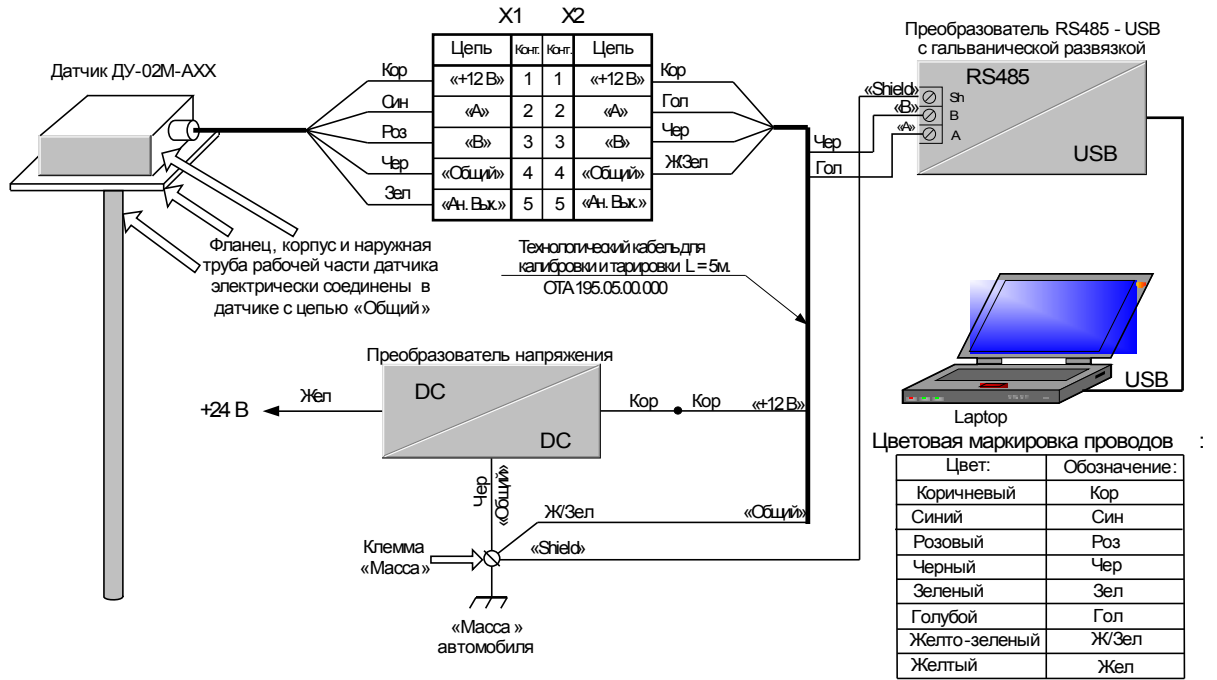 X1 X2
Преобразователь RS485 - USB
с гальванической развязкой
Датчик ДУ-02М-АХХ
Цепь Конт. Конт. Цепь
Кор «+12 В» 1 1 «+12 В» Кор
Син «А» 2 2 «А» Гол
Роз «В» 3 3 «В» Чер
Чер «Общий» 4 4 «Общий» Ж/Зел
Зел «Ан. Вых.» 5 5 «Ан. Вых.»
RS485
«Shield» Sh
«В» B
«А» A
Чер
Гол
USB
Фланец, корпус и наружная
труба рабочей части датчика
электрически соединены в
датчике с цепью «Общий»
Технологический кабель для
калибровки и тарировки L = 5м.
ОТА 195.05.00.000
Преобразователь напряжения
+24 В Жел DC
DC
Кор Кор «+12 В»
USB
Laptop
Чер
«Общий»
Ж/Зел «Общий»
Клемма
«Масса»
«Shield»
«Масса»
автомобиля
Цветовая маркировка проводов :
Цвет: Обозначение:
Коричневый Кор
Синий Син
Розовый Роз
Черный Чер
Зеленый Зел
Голубой Гол
Желто-зеленый Ж/Зел
Желтый Жел